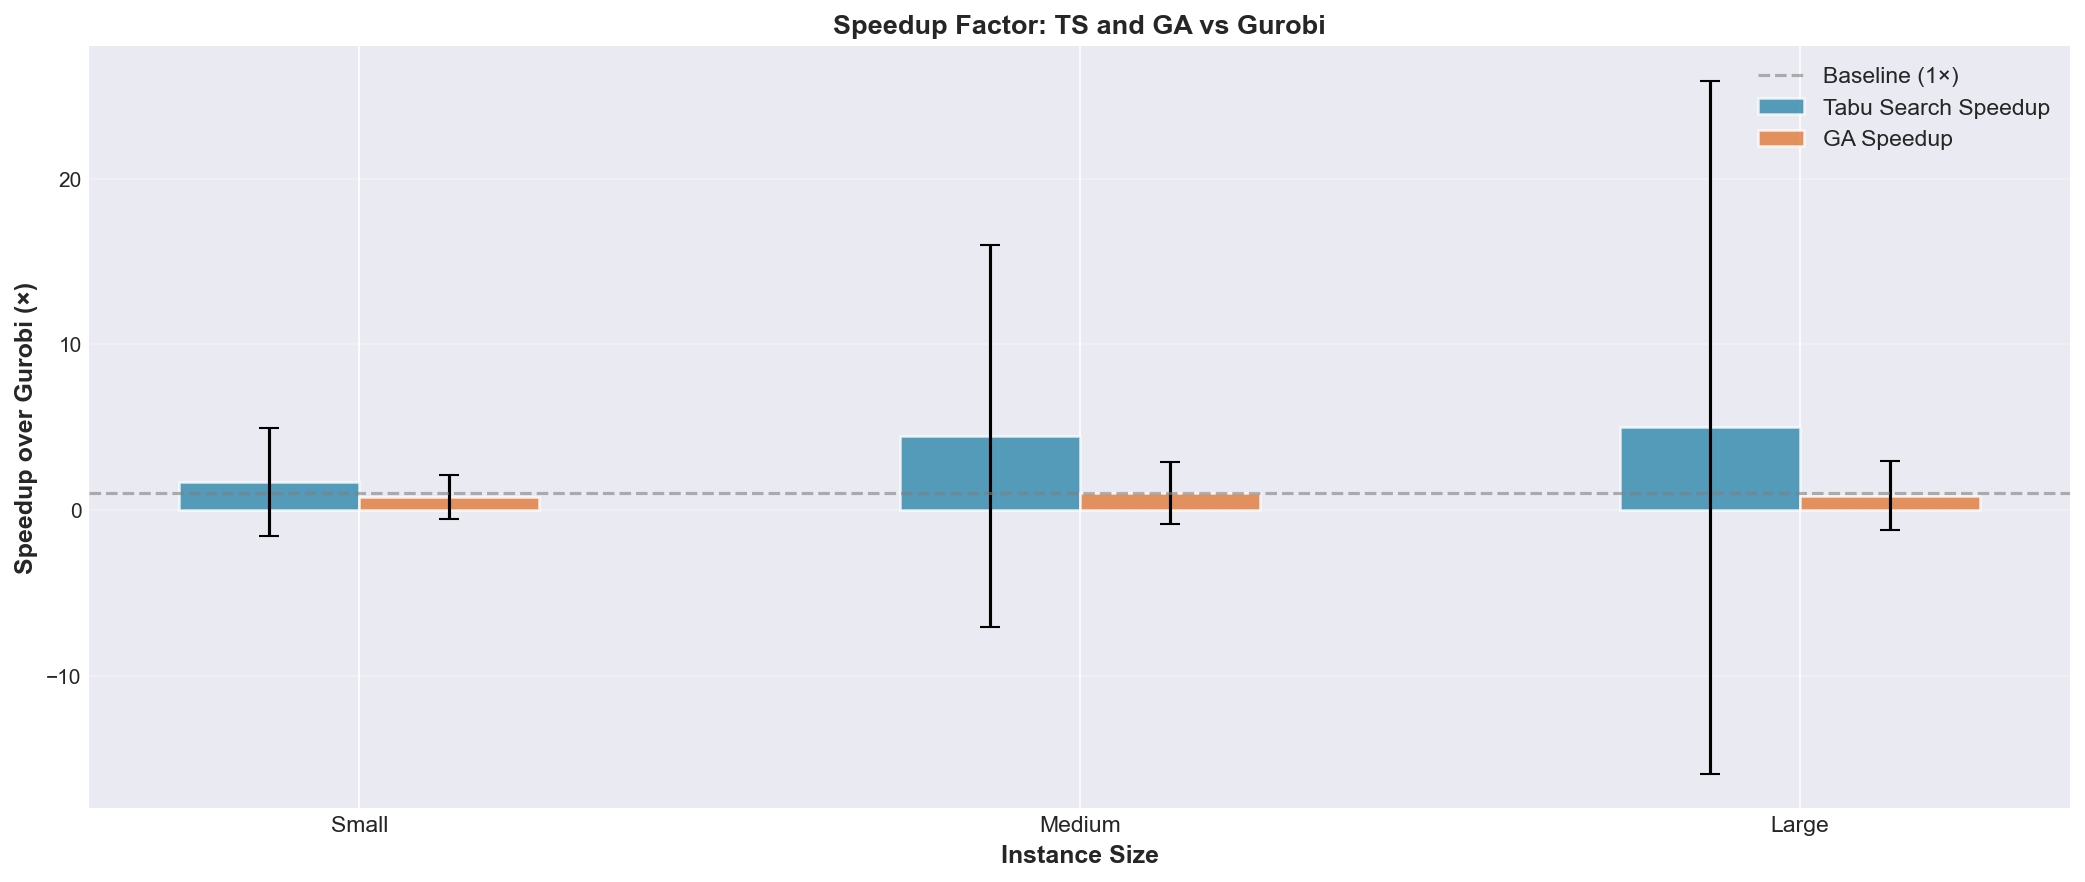 Speedup Factor: TS and GA vs Gurobi
Baseline (1×)
Tabu Search Speedup
GA Speedup
Speedup over Gurobi (×)
20
10
0
−10
Small
Medium
Large
Instance Size